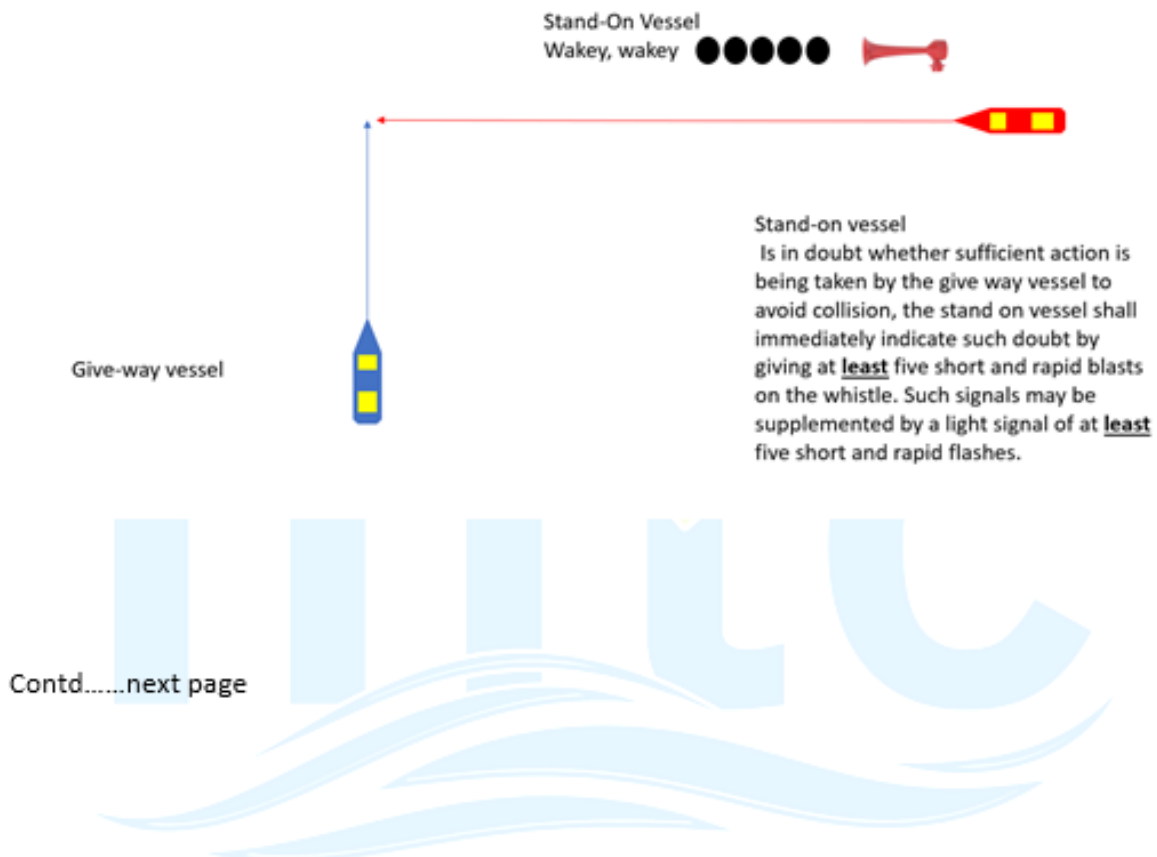 Stand-On Vessel
Wakey, wakey
Give-way vessel
Stand-on vessel
Is in doubt whether sufficient action is
being taken by the give way vessel to
avoid collision, the stand on vessel shall
immediately indicate such doubt by
giving at least five short and rapid blasts
on the whistle. Such signals may be
supplemented by a light signal of at least
five short and rapid flashes.
Contd......next page